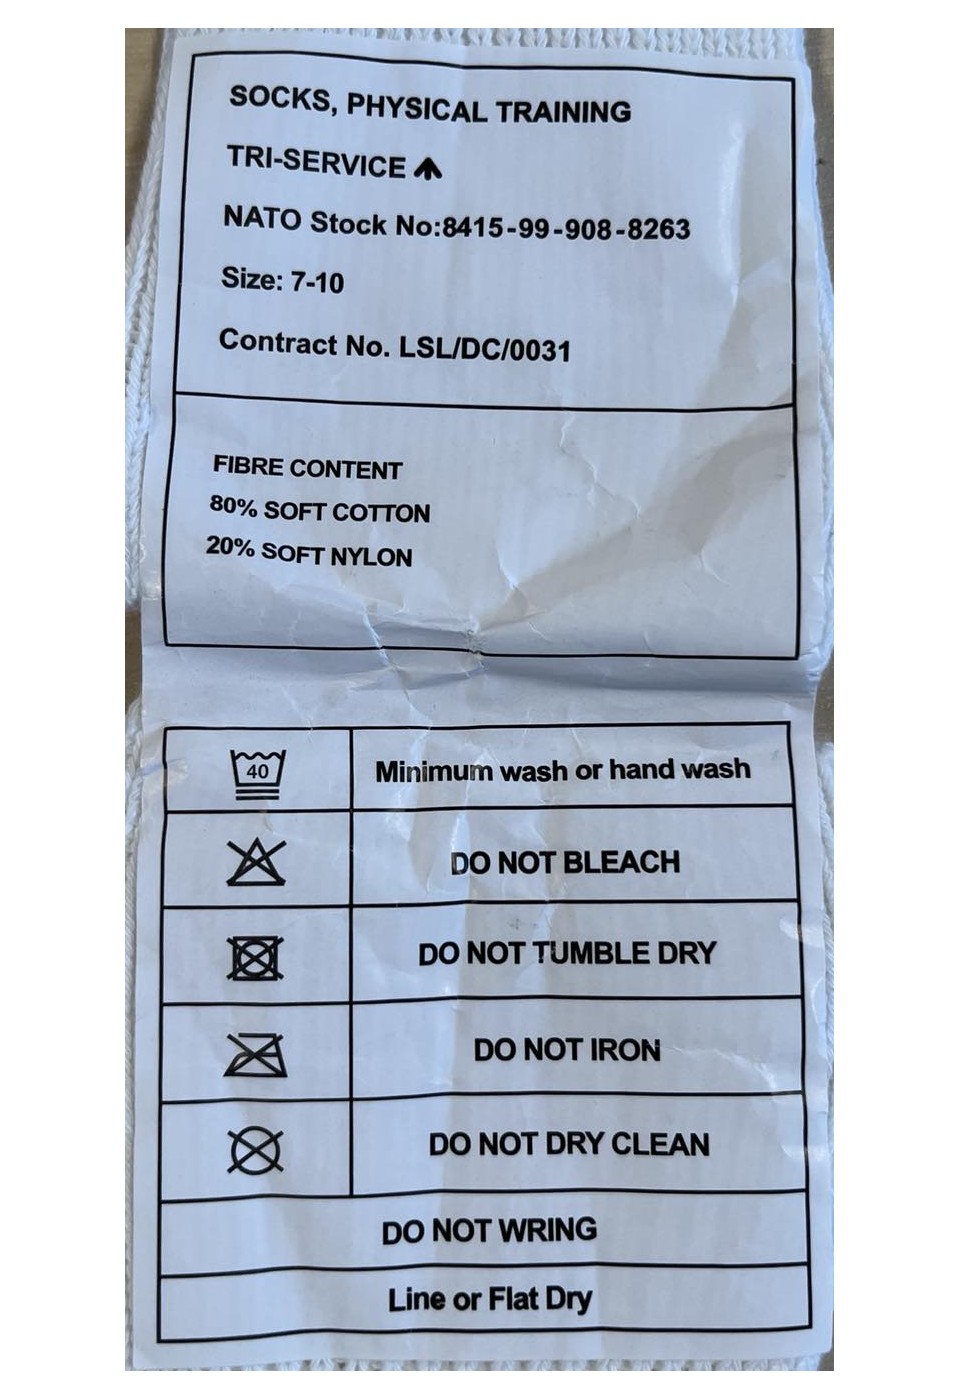 SOCKS, PHYSICAL TRAINING
TRI-SERVICE
NATO Stock No:8415-99-908-8263
Size: 7-10
Contract No. LSL/DC/0031
FIBRE CONTENT
80% SOFT COTTON
20% SOFT NYLON
40 Minimum wash or hand wash
DO NOT BLEACH
DO NOT TUMBLE DRY
DO NOT IRON
DO NOT DRY CLEAN
DO NOT WRING
Line or Flat Dry